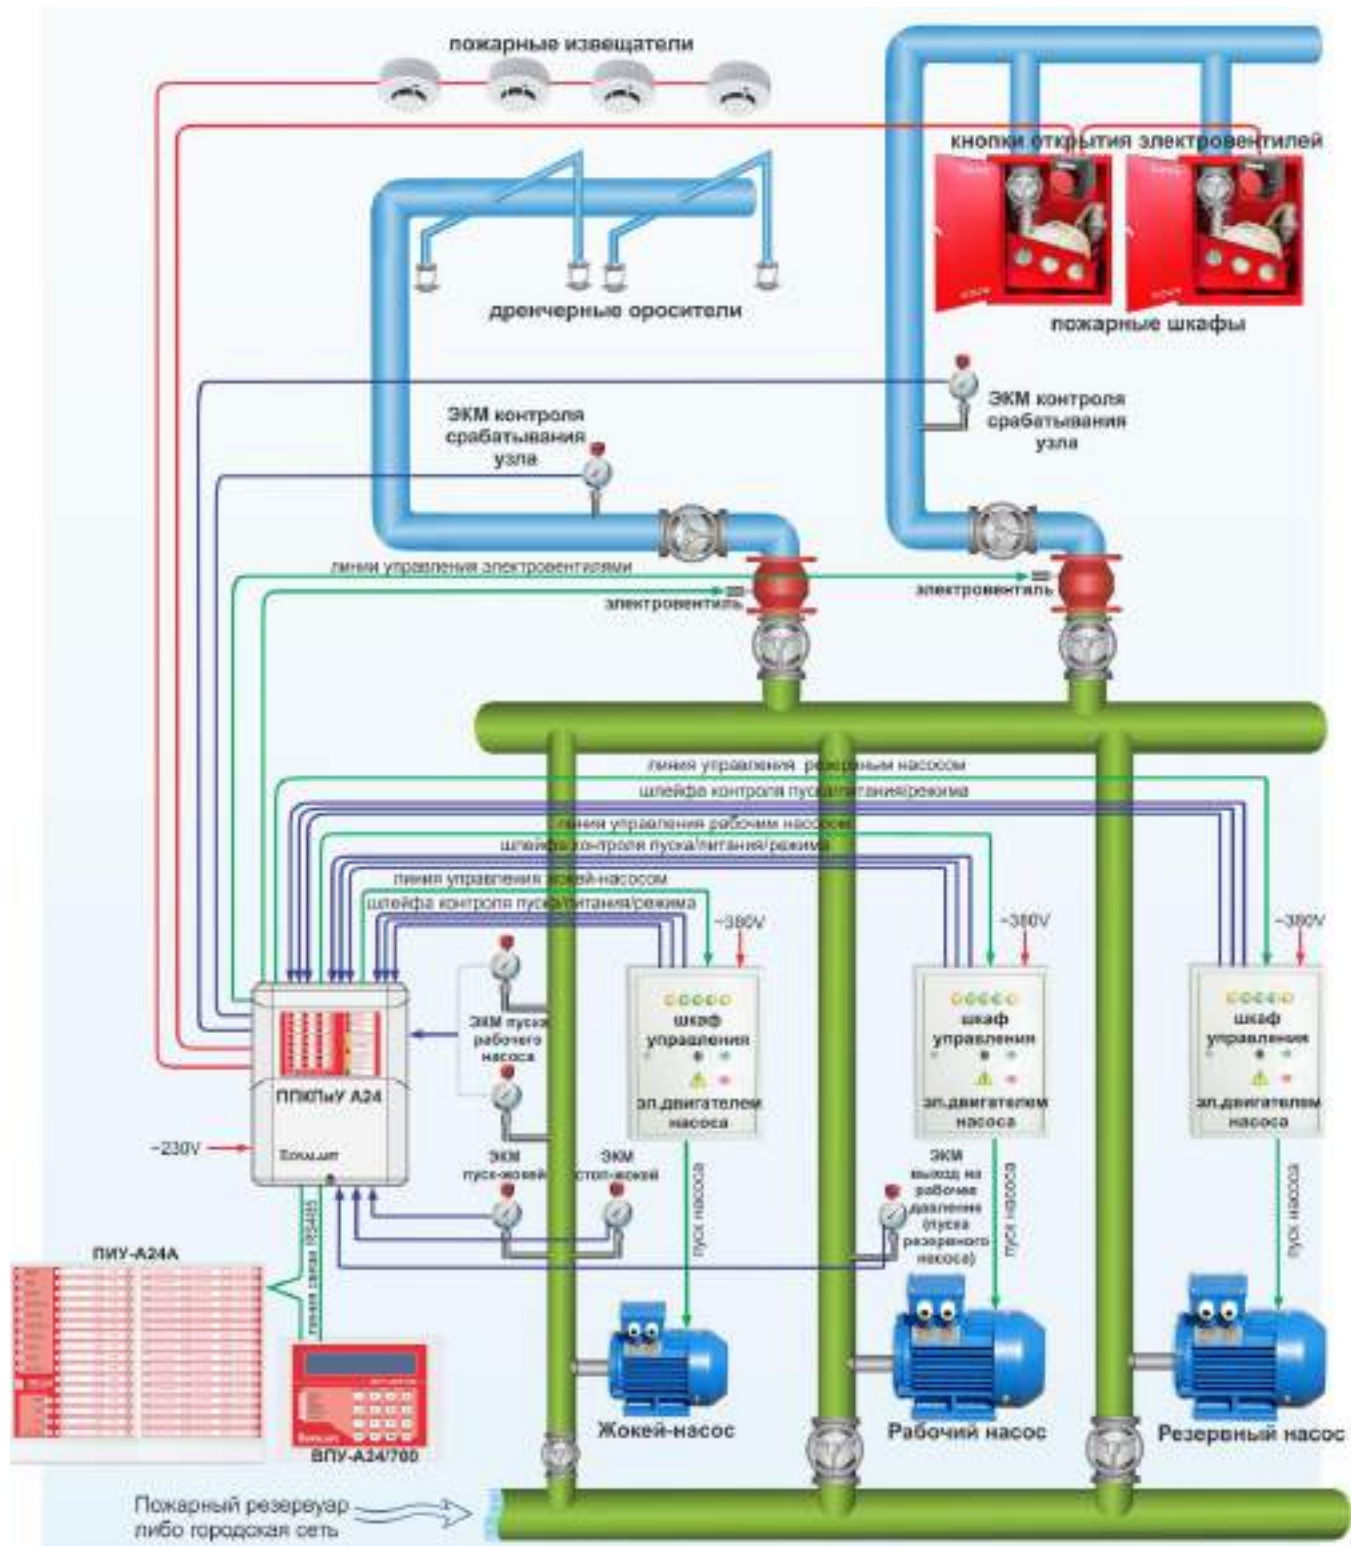 пожарные извещатели
кнопки открытия электровентилей
дренчерные оросители
пожарные шкафы
ЭКМ контроля
срабатывания
узла
ЭКМ контроля
срабатывания
узла
линии управления электровентилями
электровентиль
электровентиль
линия управления резервным насосом
шлейфа контроля пуска/питания/режима
линия управления рабочим насосом
шлейфа контроля пуска/питания/режима
линия управления жокей-насосом
шлейфа контроля пуска/питания/режима
~380V
~380V
~380V
ЭКМ пуска
рабочего
насоса
шкаф
управления
эл.двигателем
насоса
шкаф
управления
эл.двигателем
насоса
шкаф
управления
эл.двигателем
насоса
ППКПиУ А24
~230V
ЭКМ
пуск-жокей
ЭКМ
стоп-жокей
ЭКМ
выход на
рабочее
давление
(пуска
резервного
насоса)
пуск насоса
пуск насоса
пуск насоса
линия связи RS485
ПИУ-А24А
ВПУ-А24/700
Жокей-насос
Рабочий насос
Резервный насос
Пожарный резервуар
либо городская сеть